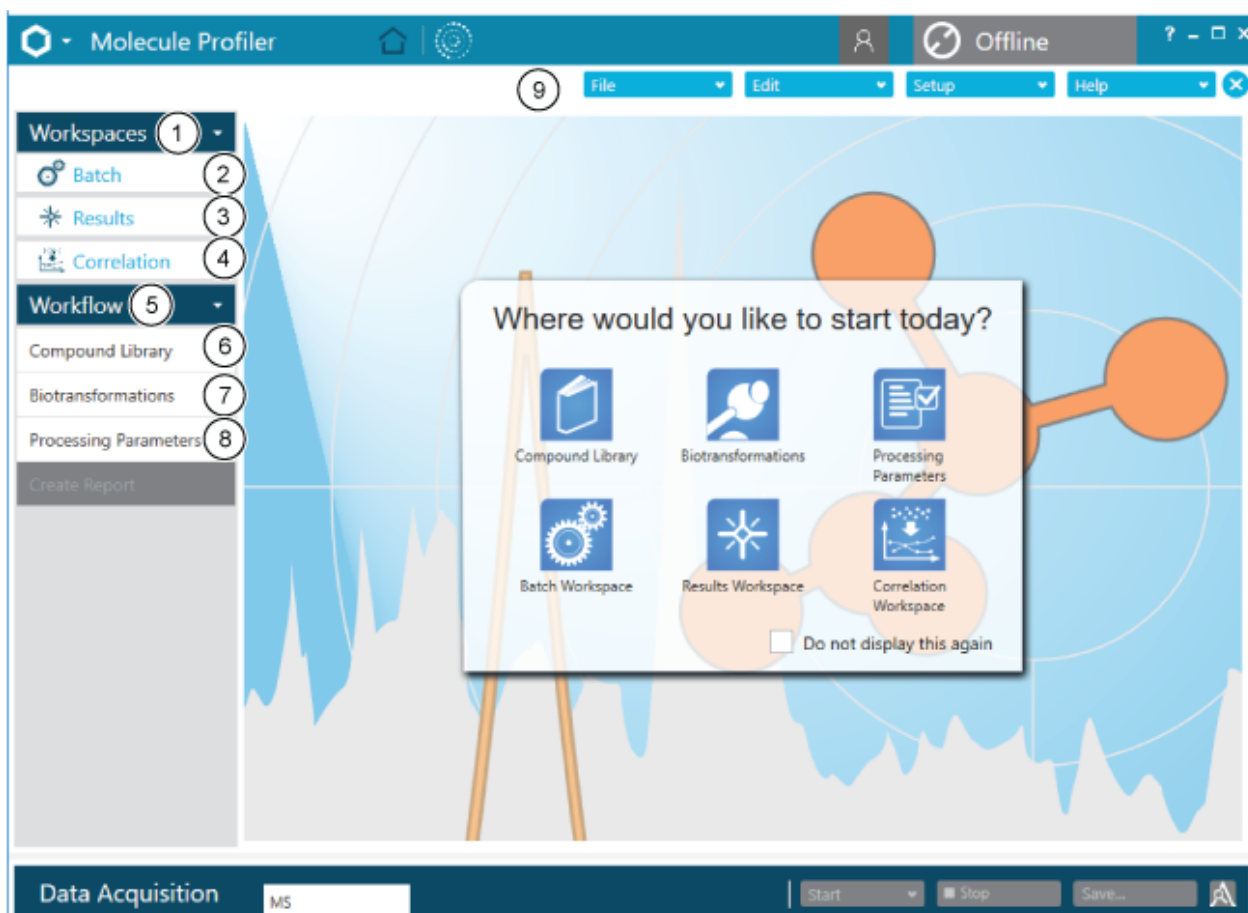 Molecule Profiler
Offline
? - □ ×
9
File
Edit
Setup
Help
Workspaces 1
Batch 2
Results 3
Correlation 4
Workflow 5
Compound Library 6
Biotransformations 7
Processing Parameters 8
Create Report
Where would you like to start today?
Compound Library
Biotransformations
Processing
Parameters
Batch Workspace
Results Workspace
Correlation
Workspace
Do not display this again
Data Acquisition
MS
Start
Stop
Save...